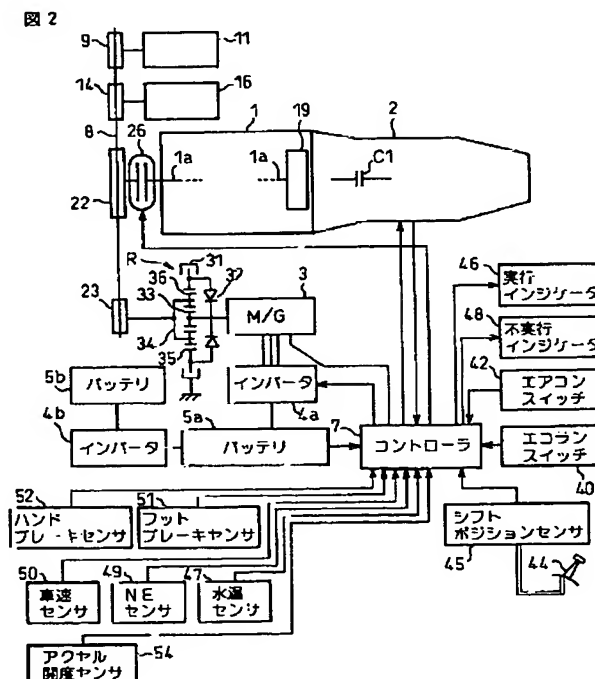 図 2
9
11
14
16
8
26
1
19
2
1a
1a
C1
22
R
31
36
37
23
33
34
35
3
M/G
46
実行
インジケータ
48
不実行
インジケータ
42
エアコン
スイッチ
エコラン
スイッチ
40
5b
バッテリ
インバータ
4a
5a
7
4b
インバータ
バッテリ
コントローラ
52
ハンド
ブレーキセンサ
51
フット
ブレーキセンサ
シフト
ポジションセンサ
45
44
50
車速
センサ
49
NE
センサ
47
水温
センサ
アクセル
開度センサ
54